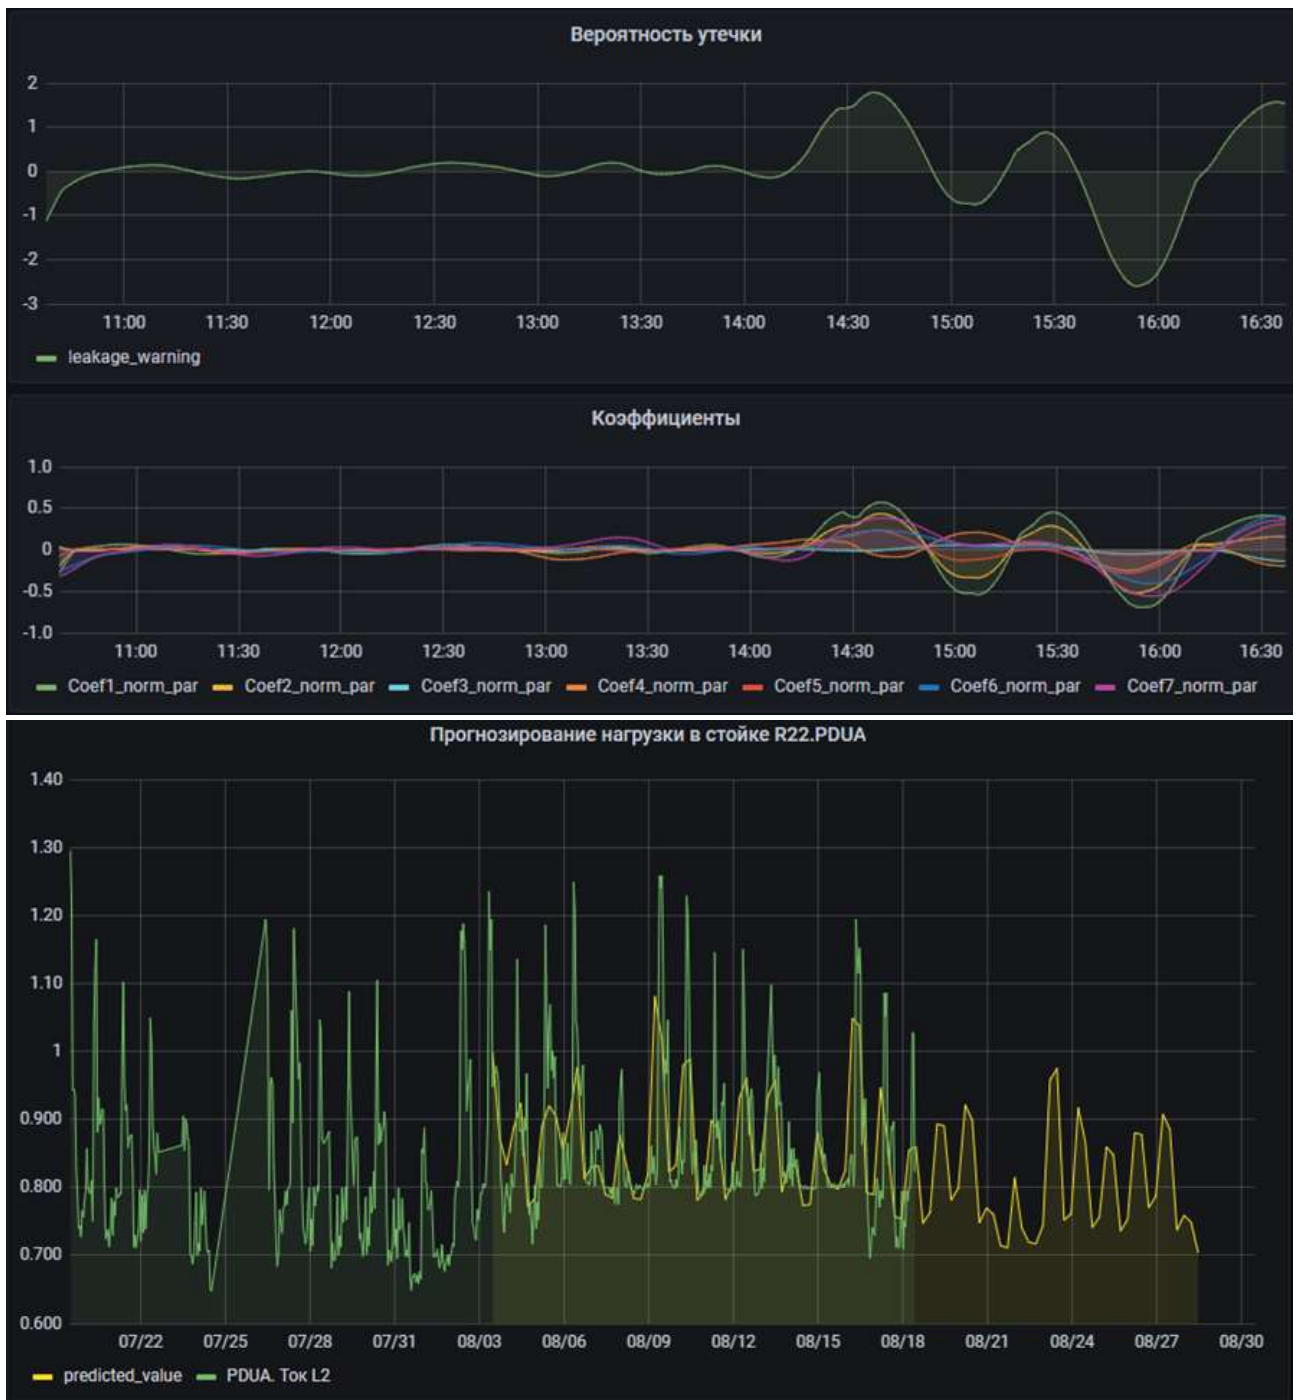 Вероятность утечки
2
1
0
-1
-2
-3
11:00 11:30 12:00 12:30 13:00 13:30 14:00 14:30 15:00 15:30 16:00 16:30
leakage_warning
Коэффициенты
1.0
0.5
0
-0.5
-1.0
11:00 11:30 12:00 12:30 13:00 13:30 14:00 14:30 15:00 15:30 16:00 16:30
Coef1_norm_par Coef2_norm_par Coef3_norm_par Coef4_norm_par Coef5_norm_par Coef6_norm_par Coef7_norm_par
Прогнозирование нагрузки в стойке R22.PDUA
1.40
1.30
1.20
1.10
1
0.900
0.800
0.700
0.600
07/22 07/25 07/28 07/31 08/03 08/06 08/09 08/12 08/15 08/18 08/21 08/24 08/27 08/30
predicted_value PDUA. Ток L2